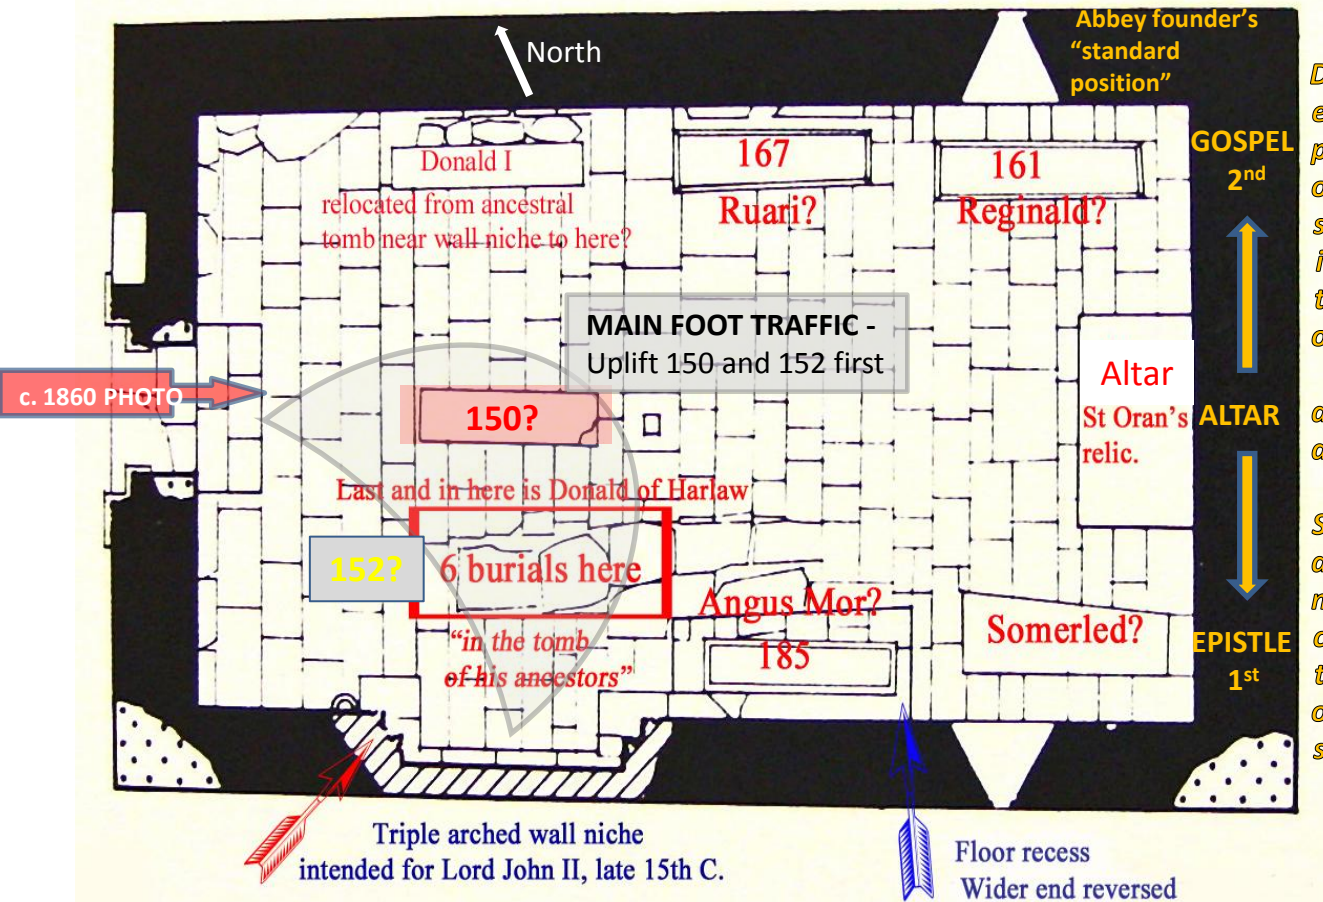 Abbey founder’s
“standard
position”
North
GOSPEL
2nd
Donald I
relocated from ancestral
tomb near wall niche to here?
167
Ruari?
161
Reginald?
MAIN FOOT TRAFFIC -
Uplift 150 and 152 first
c. 1860 PHOTO
150?
Altar
St Oran’s
relic.
ALTAR
Last and in here is Donald of Harlaw
152?
6 burials here
“in the tomb
of his ancestors”
Angus Mor?
185
Somerled?
EPISTLE
1st
Triple arched wall niche
intended for Lord John II, late 15th C.
Floor recess
Wider end reversed